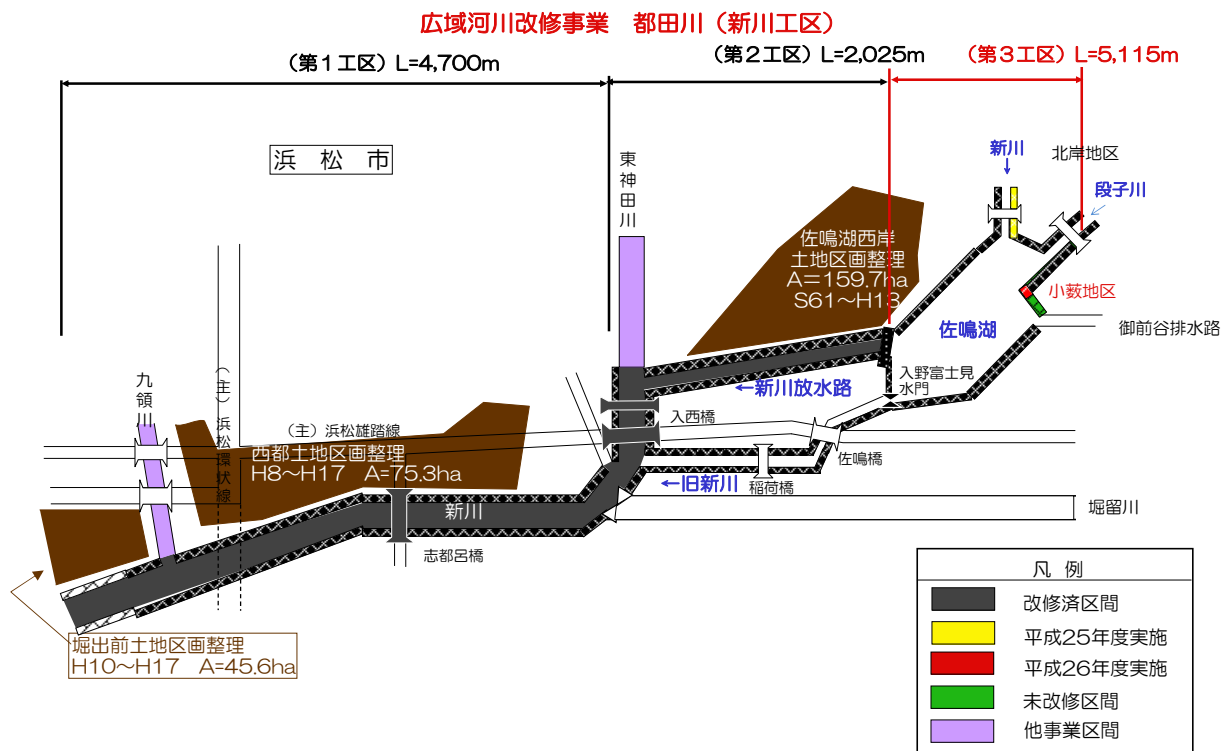 広域河川改修事業　都田川（新川工区）
（第１工区）L=4,700m
（第２工区）L=2,025m
（第３工区）L=5,115m
浜　松　市
東神田川
新川
北岸地区
段子川
佐鳴湖西岸
土地区画整理
A＝159.7ha
S61～H13
小薮地区
佐鳴湖
御前谷排水路
九領川
（主）浜松環状線
←新川放水路
入野富士見
水門
入西橋
（主）浜松雄踏線
西都土地区画整理
H8～H17　A=75.3ha
佐鳴橋
←旧新川
稲荷橋
新川
堀留川
志都呂橋
堀出前土地区画整理
H10～H17　A=45.6ha
凡　例
改修済区間
平成25年度実施
平成26年度実施
未改修区間
他事業区間